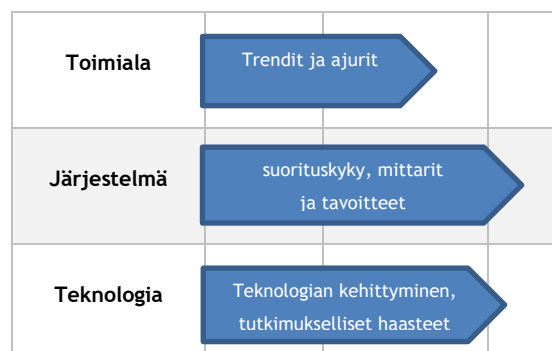 Toimiala
Trendit ja ajurit
Järjestelmä
suorituskyky, mittarit
ja tavoitteet
Teknologia
Teknologian kehittyminen,
tutkimukselliset haasteet